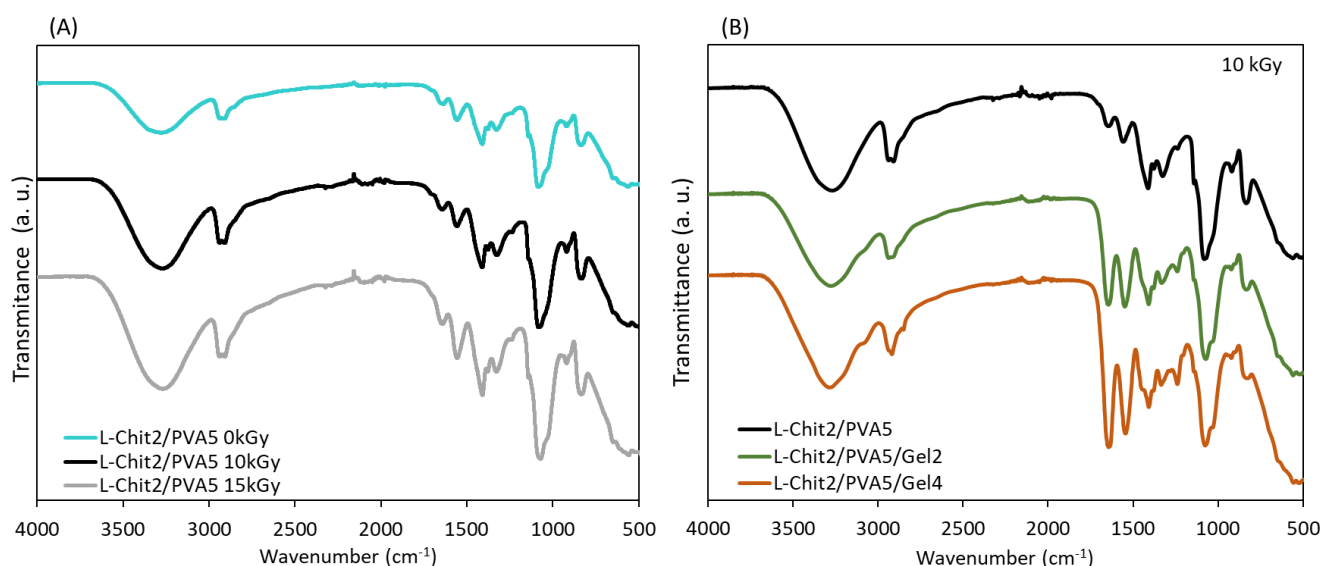 (A)
Transmitance (a. u.)
L-Chit2/PVA5 0kGy
L-Chit2/PVA5 10kGy
L-Chit2/PVA5 15kGy
4000 3500 3000 2500 2000 1500 1000 500
Wavenumber (cm⁻¹)
(B)
10 kGy
Transmittance (a. u.)
L-Chit2/PVA5
L-Chit2/PVA5/Gel2
L-Chit2/PVA5/Gel4
4000 3500 3000 2500 2000 1500 1000 500
Wavenumber (cm⁻¹)